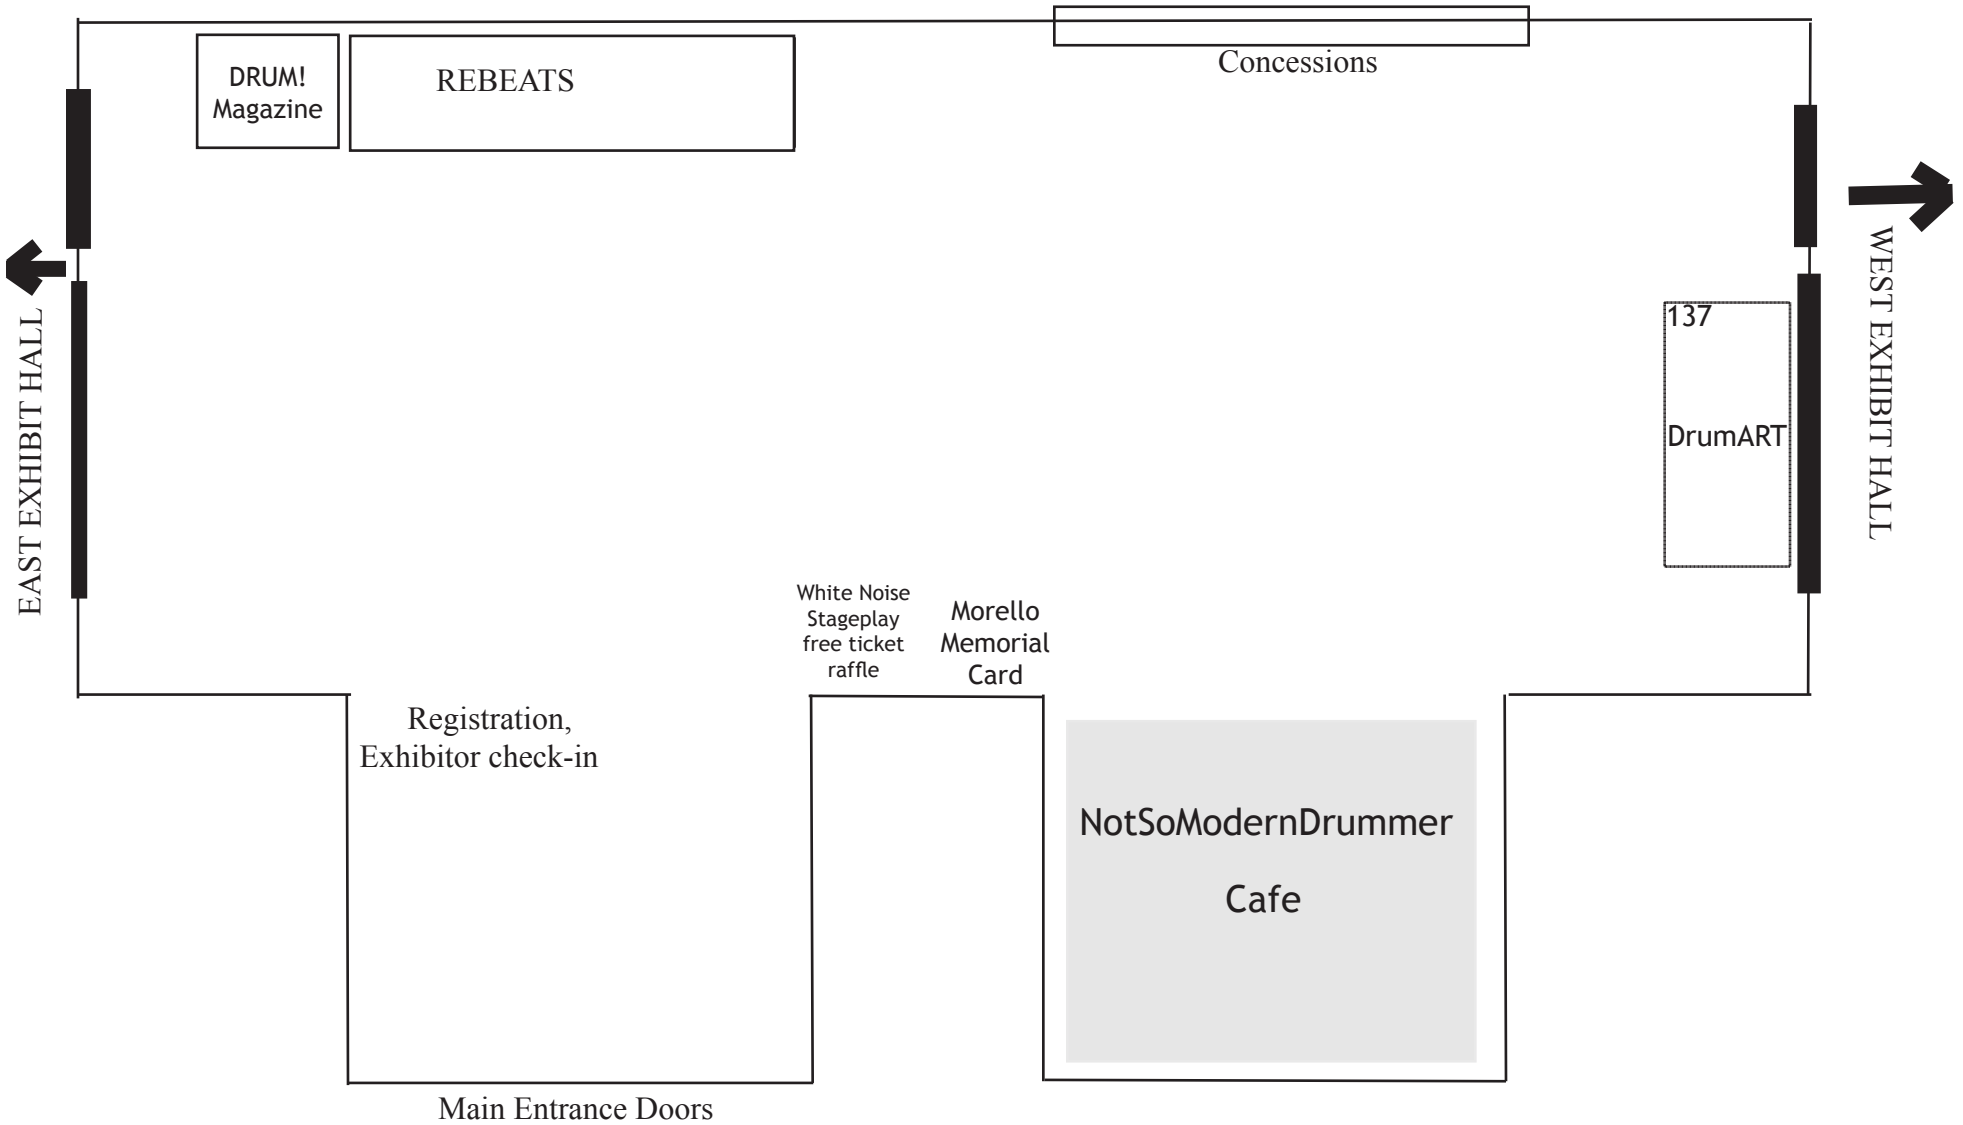 DRUM!
Magazine
REBEATS
Concessions
EAST EXHIBIT HALL
WEST EXHIBIT HALL
137
DrumART
White Noise
Stageplay
free ticket
raffle
Morello
Memorial
Card
Registration,
Exhibitor check-in
NotSoModernDrummer
Cafe
Main Entrance Doors